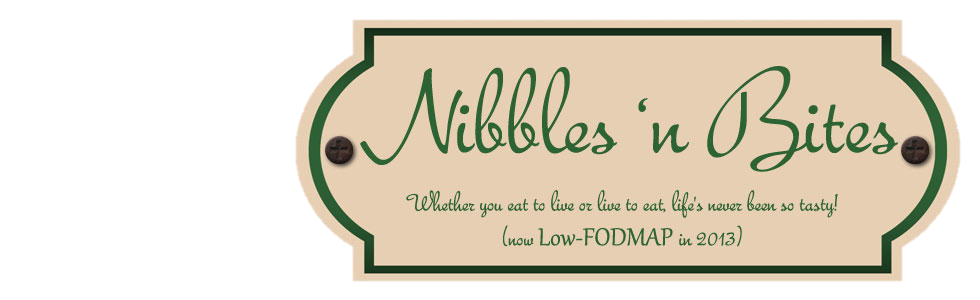 Nibbles ‘n Bites
Whether you eat to live or live to eat, life's never been so tasty!
(now Low-FODMAP in 2013)